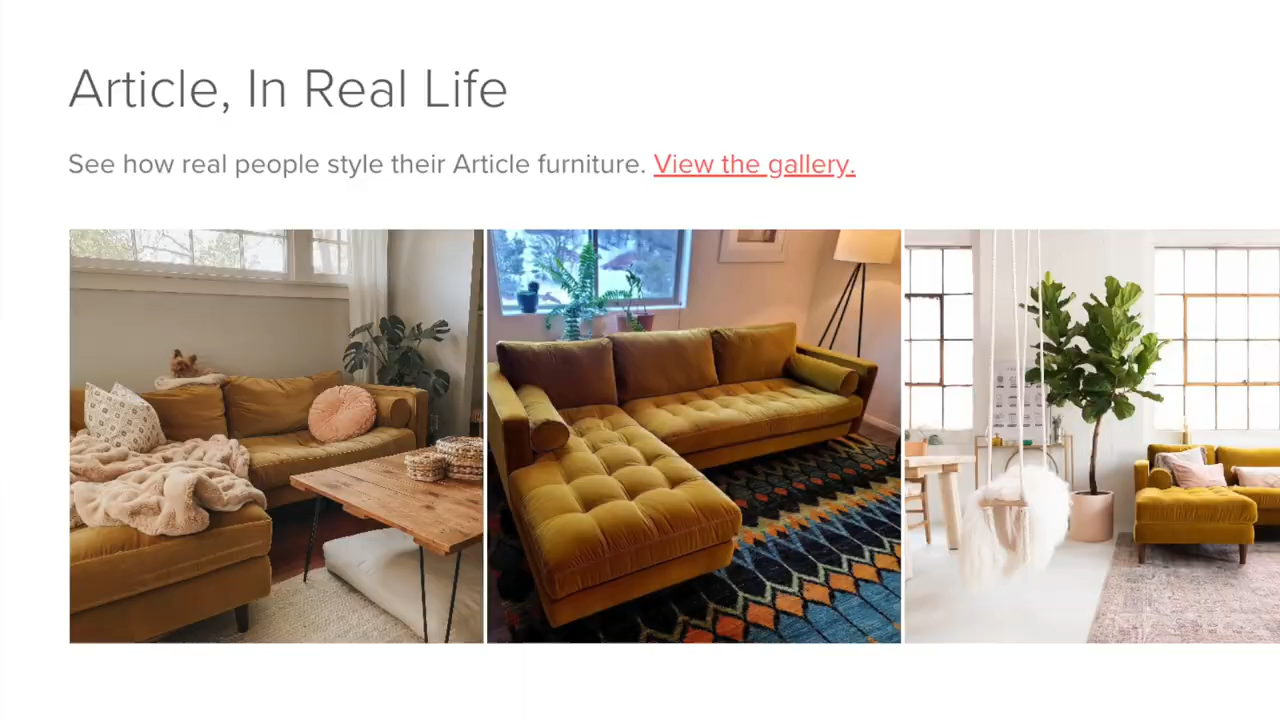 Article, In Real Life
See how real people style their Article furniture. View the gallery.